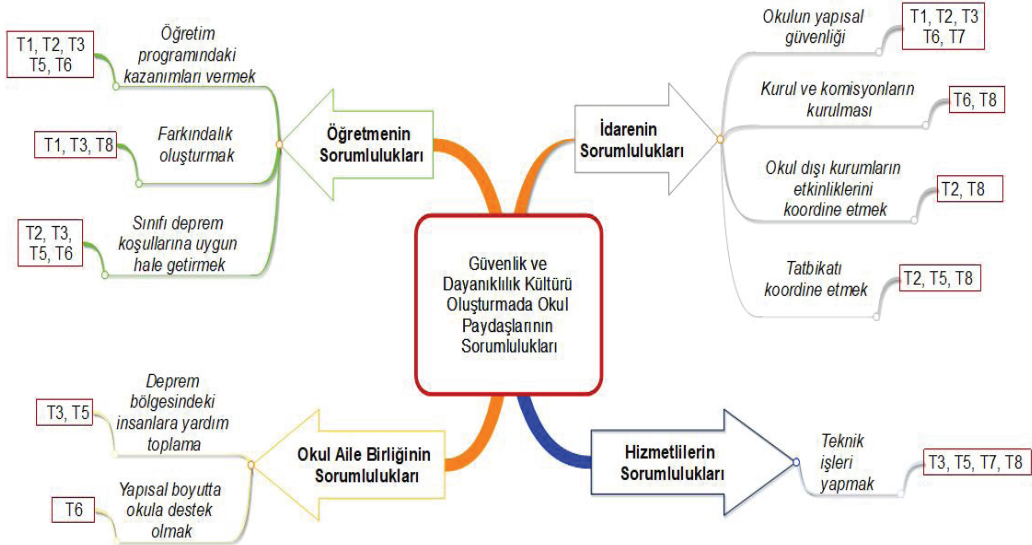 T1, T2, T3
T5, T6
Öğretim
programındaki
kazanımları vermek
T1, T3, T8
Farkındalık
oluşturmak
T2, T3,
T5, T6
Sınıfı deprem
koşullarına uygun
hale getirmek
Öğretmenin
Sorumlulukları
İdarenin
Sorumlulukları
Okulun yapısal
güvenliği
T1, T2, T3
T6, T7
Kurul ve komisyonların
kurulması
T6, T8
Okul dışı kurumların
etkinliklerini
koordine etmek
T2, T8
Tatbikatı
koordine etmek
T2, T5, T8
Güvenlik ve
Dayanıklılık Kültürü
Oluşturmada Okul
Paydaşlarının
Sorumlulukları
T3, T5
Deprem
bölgesindeki
insanlara yardım
toplama
T6
Yapısal boyutta
okula destek
olmak
Okul Aile Birliğinin
Sorumlulukları
Hizmetlilerin
Sorumlulukları
Teknik
işleri
yapmak
T3, T5, T7, T8